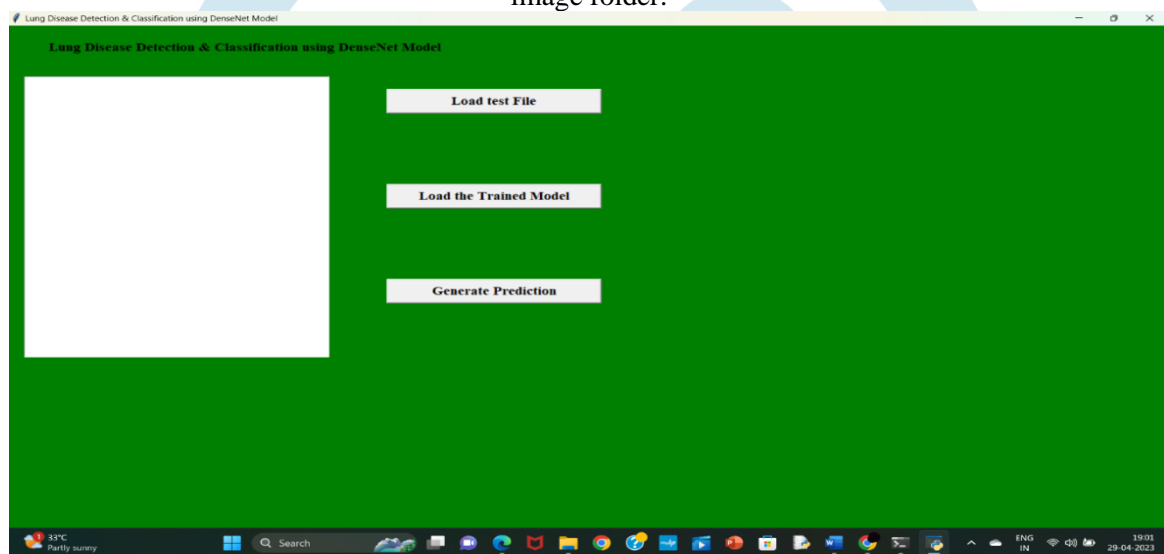 image folder.
Lung Disease Detection & Classification using DenseNet Model
Lung Disease Detection & Classification using DenseNet Model
Load test File
Load the Trained Model
Generate Prediction
33°C
Partly sunny
Search
ENG
IN
19:01
29-04-2023